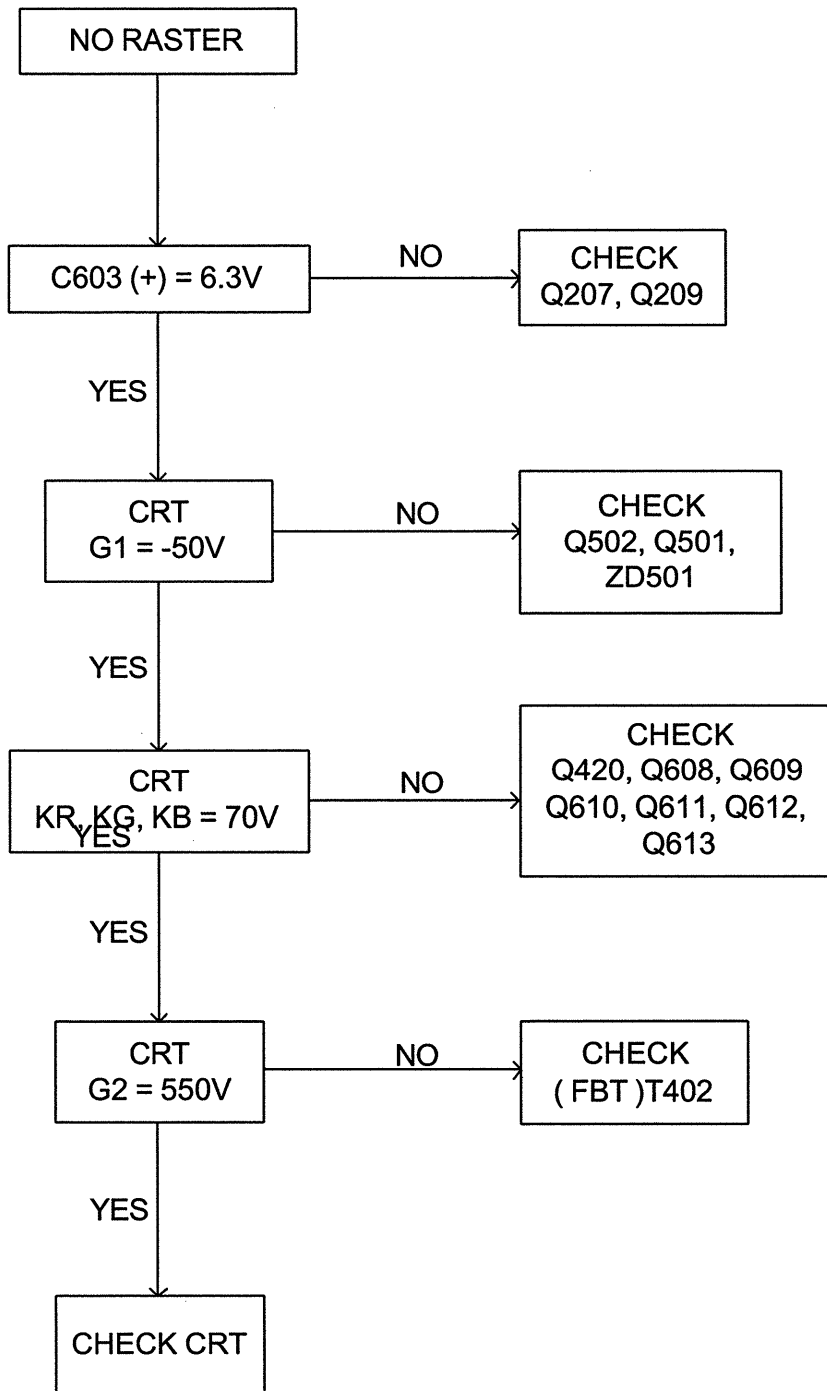 NO RASTER
C603 (+) = 6.3V
NO
CHECK
Q207, Q209
YES
CRT
G1 = -50V
NO
CHECK
Q502, Q501,
ZD501
YES
CRT
KR, KG, KB = 70V
YES
NO
CHECK
Q420, Q608, Q609
Q610, Q611, Q612,
Q613
YES
CRT
G2 = 550V
NO
CHECK
( FBT )T402
YES
CHECK CRT